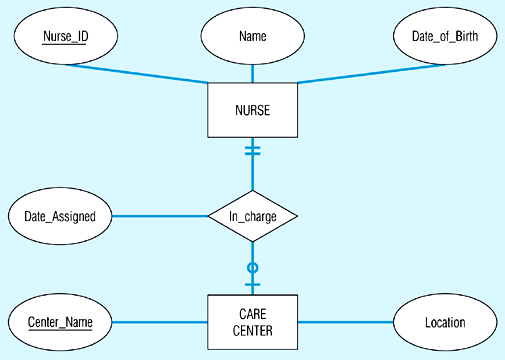 Nurse_ID
Name
Date_of_Birth
NURSE
Date_Assigned
In_charge
Center_Name
CARE
CENTER
Location